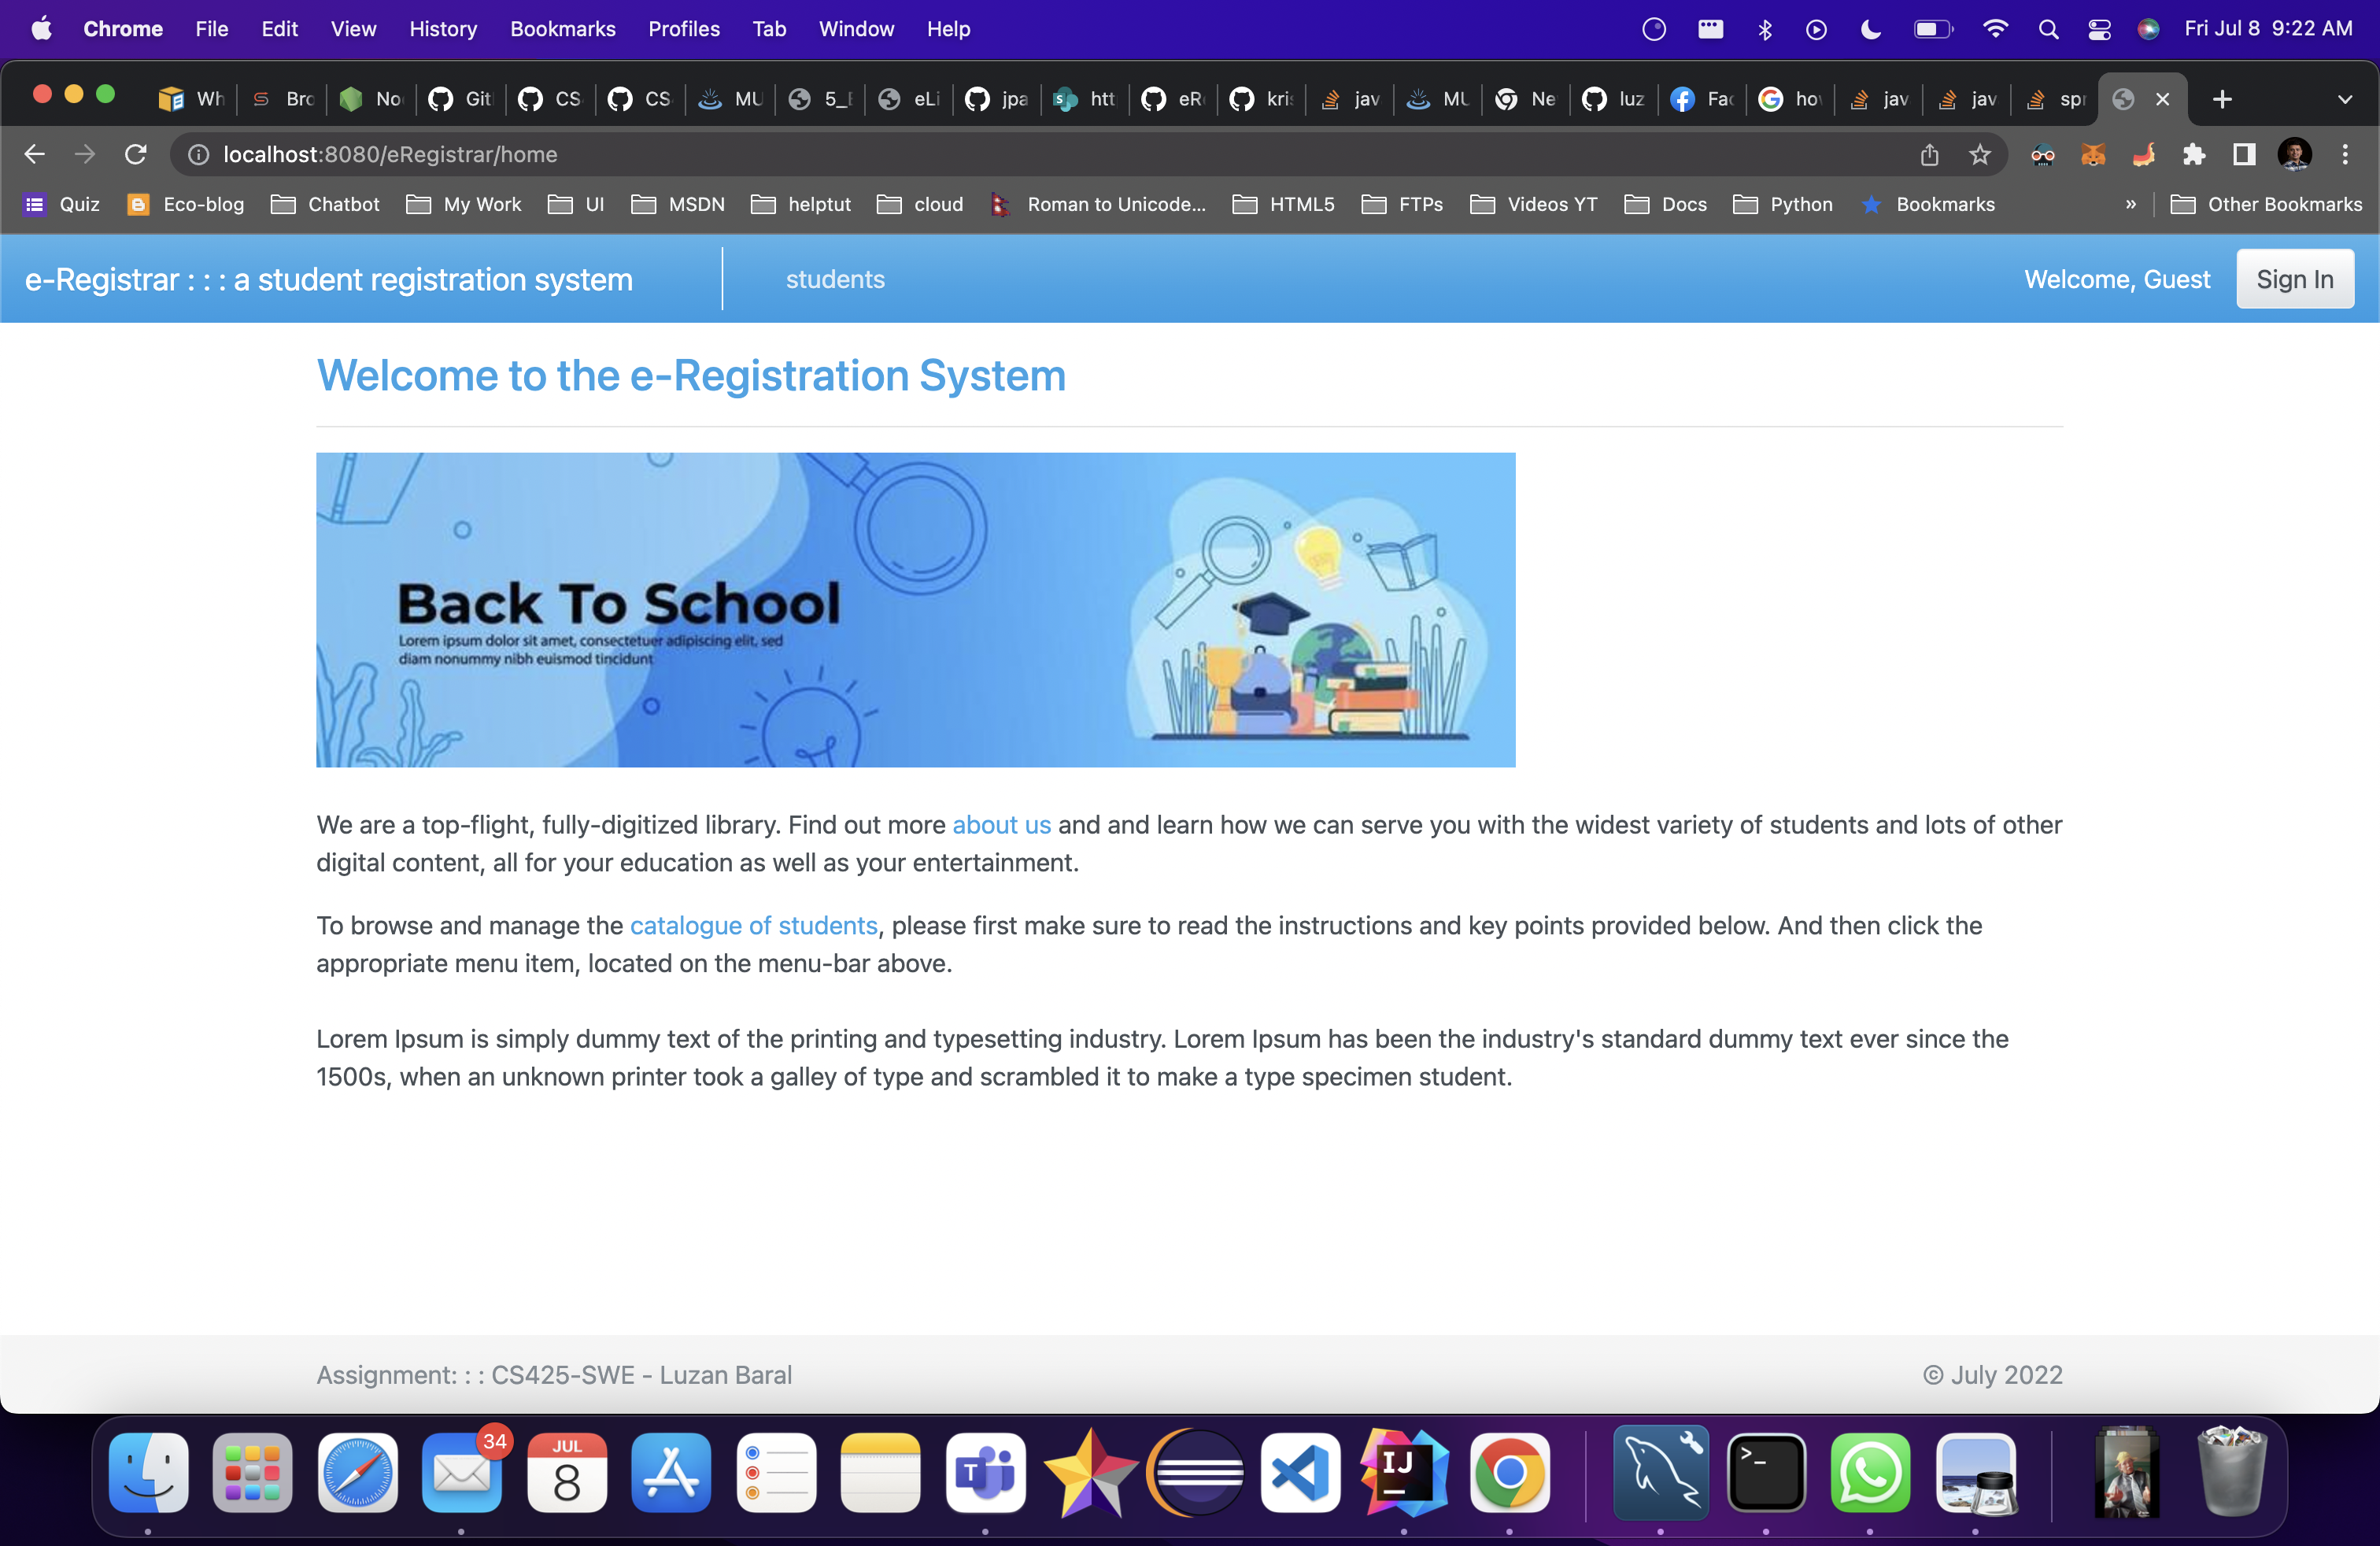 Chrome File Edit View History Bookmarks Profiles Tab Window Help Fri Jul 8 9:22 AM
Wh Bro No Git CS CS MU 5_E eLi jpa htt eR kris jav MU Ne luz Fac hov jav jav spr
localhost:8080/eRegistrar/home
Quiz Eco-blog Chatbot My Work UI MSDN helptut cloud Roman to Unicode... HTML5 FTPs Videos YT Docs Python Bookmarks » Other Bookmarks
e-Registrar : : : a student registration system students Welcome, Guest Sign In
Welcome to the e-Registration System
Back To School
Lorem ipsum dolor sit amet, consectetuer adipiscing elit, sed
diam nonummy nibh euismod tincidunt
We are a top-flight, fully-digitized library. Find out more about us and and learn how we can serve you with the widest variety of students and lots of other
digital content, all for your education as well as your entertainment.
To browse and manage the catalogue of students, please first make sure to read the instructions and key points provided below. And then click the
appropriate menu item, located on the menu-bar above.
Lorem Ipsum is simply dummy text of the printing and typesetting industry. Lorem Ipsum has been the industry's standard dummy text ever since the
1500s, when an unknown printer took a galley of type and scrambled it to make a type specimen student.
Assignment: : : CS425-SWE - Luzan Baral © July 2022
34
JUL
8
T
IJ
>_